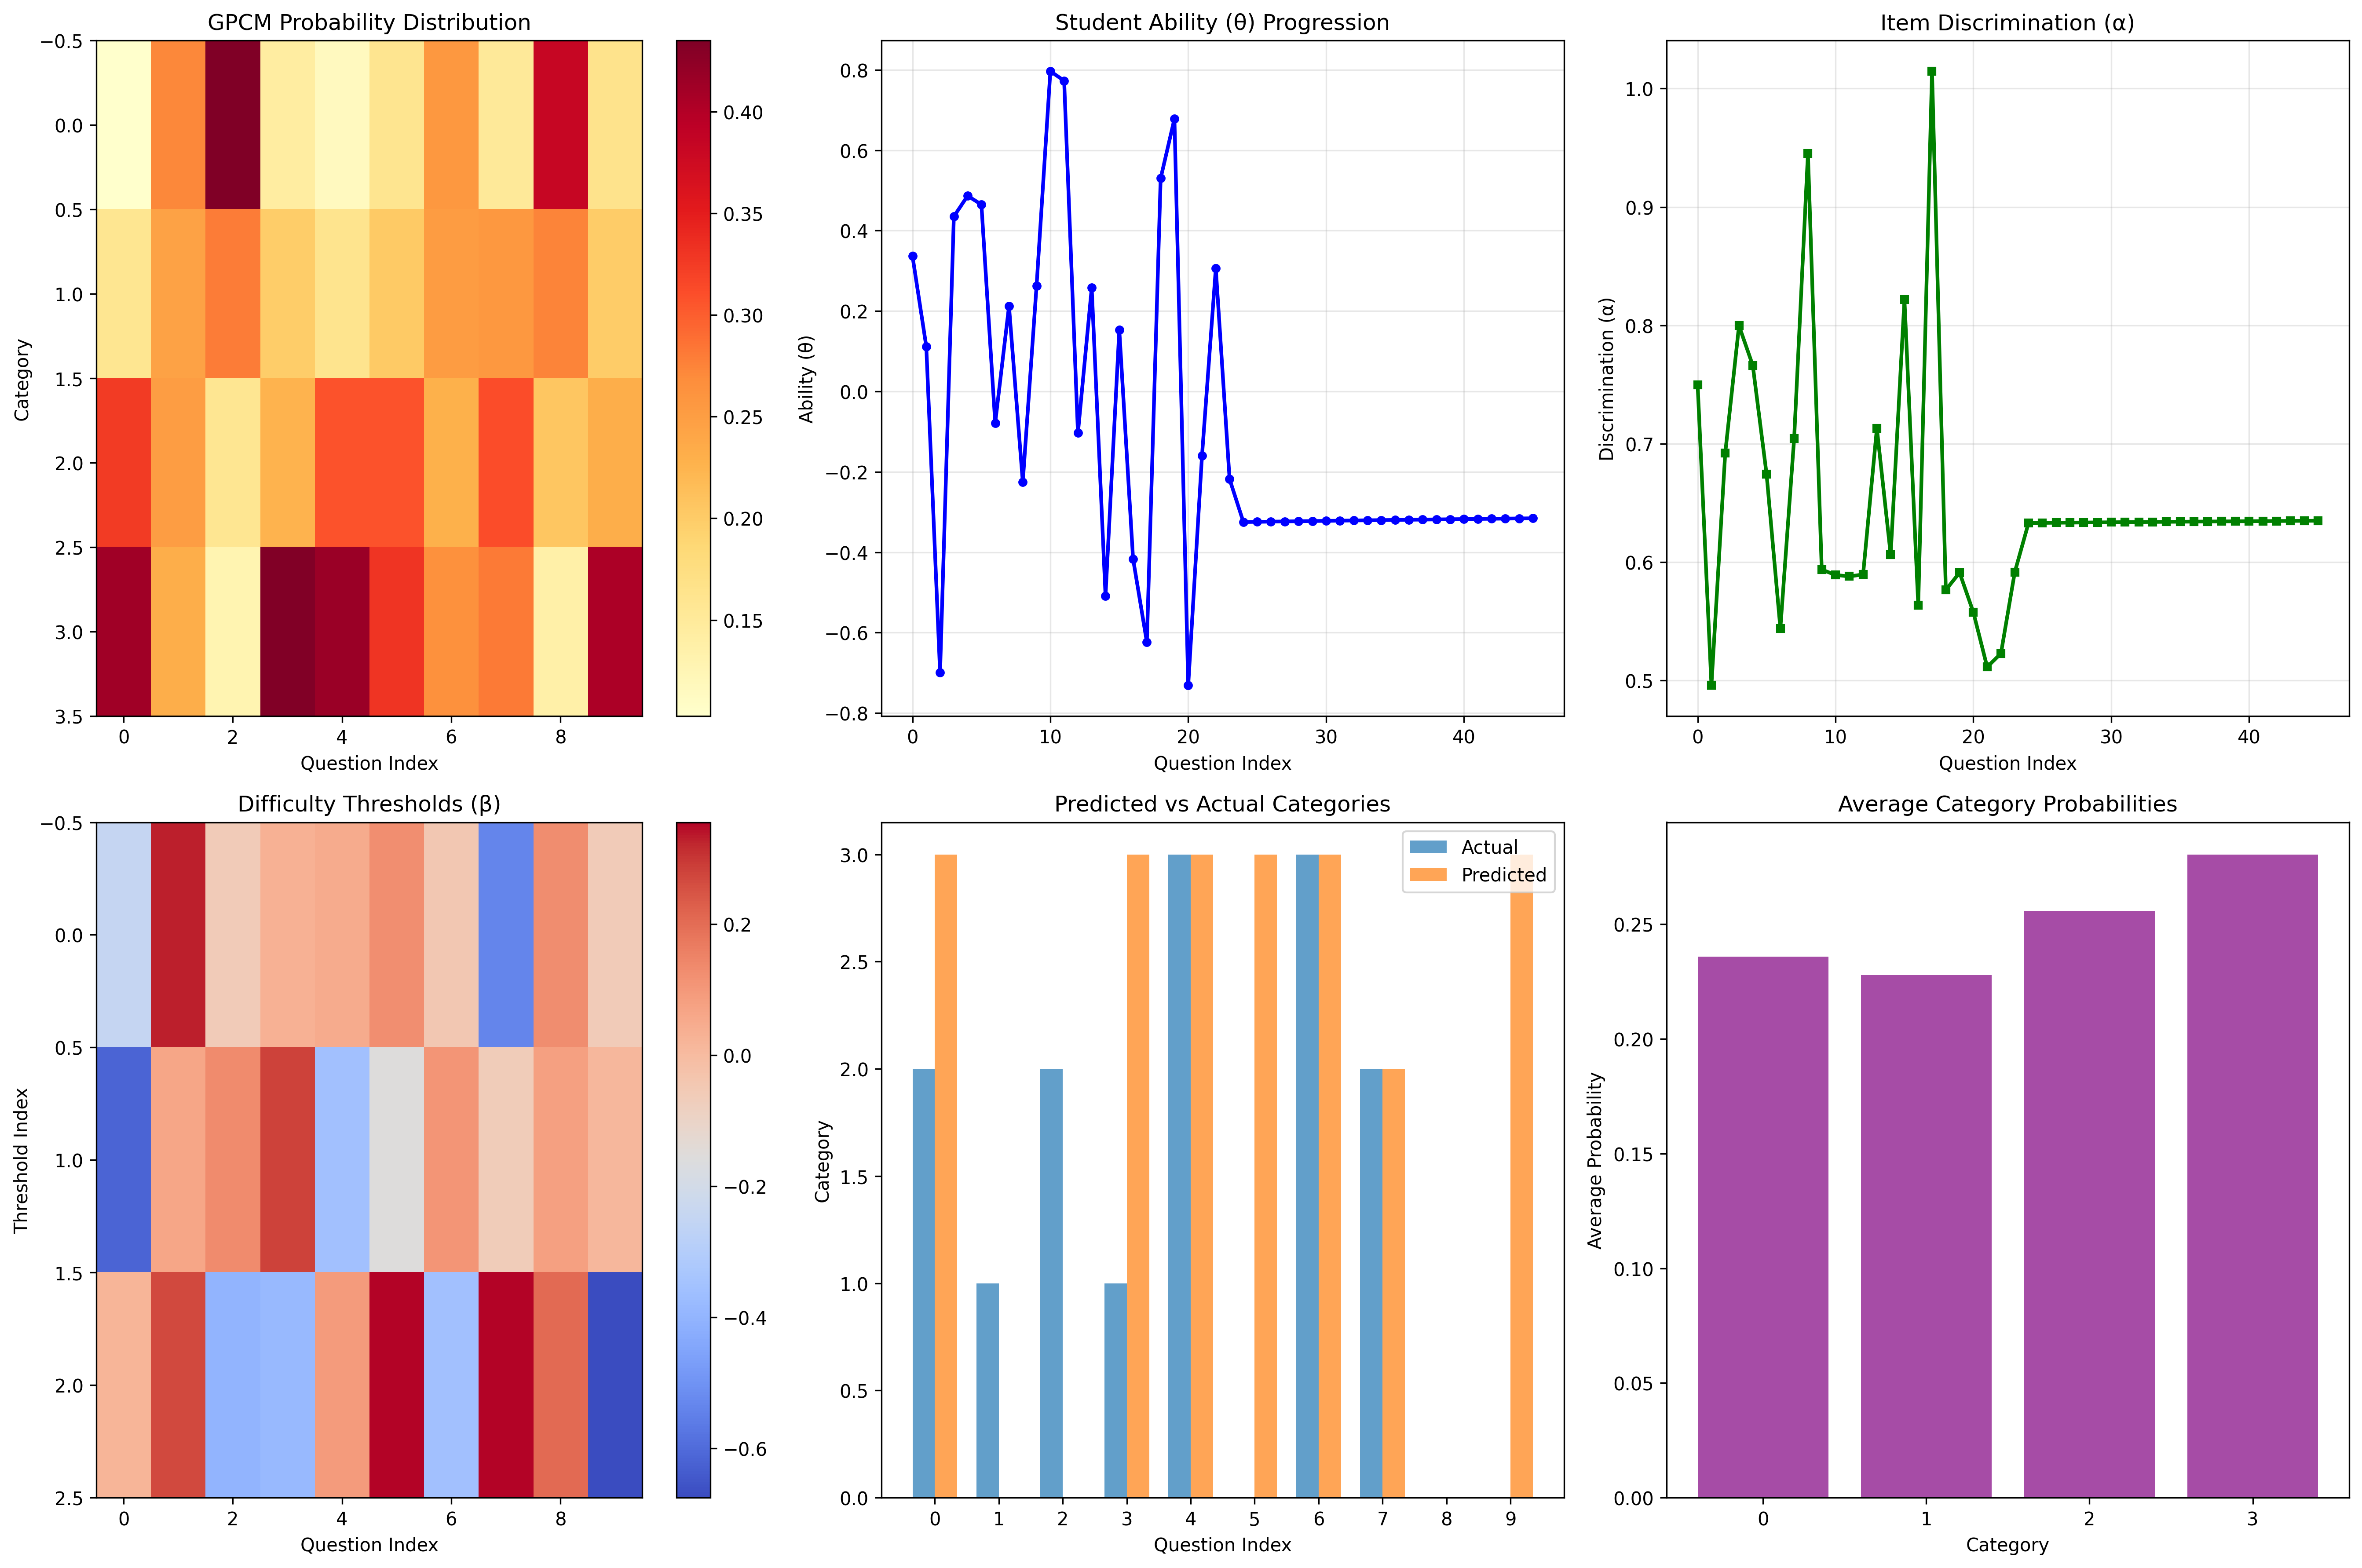 GPCM Probability Distribution
−0.5
0.0
0.5
1.0
1.5
2.0
2.5
3.0
3.5
Category
0 2 4 6 8
Question Index
0.40
0.35
0.30
0.25
0.20
0.15
Student Ability (θ) Progression
0.8
0.6
0.4
0.2
0.0
−0.2
−0.4
−0.6
−0.8
Ability (θ)
0 10 20 30 40
Question Index
Item Discrimination (α)
1.0
0.9
0.8
0.7
0.6
0.5
Discrimination (α)
0 10 20 30 40
Question Index
Difficulty Thresholds (β)
−0.5
0.0
0.5
1.0
1.5
2.0
2.5
Threshold Index
0 2 4 6 8
Question Index
0.2
0.0
−0.2
−0.4
−0.6
Predicted vs Actual Categories
3.0
2.5
2.0
1.5
1.0
0.5
0.0
Category
Actual
Predicted
0 1 2 3 4 5 6 7 8 9
Question Index
Average Category Probabilities
0.25
0.20
0.15
0.10
0.05
0.00
Average Probability
0 1 2 3
Category